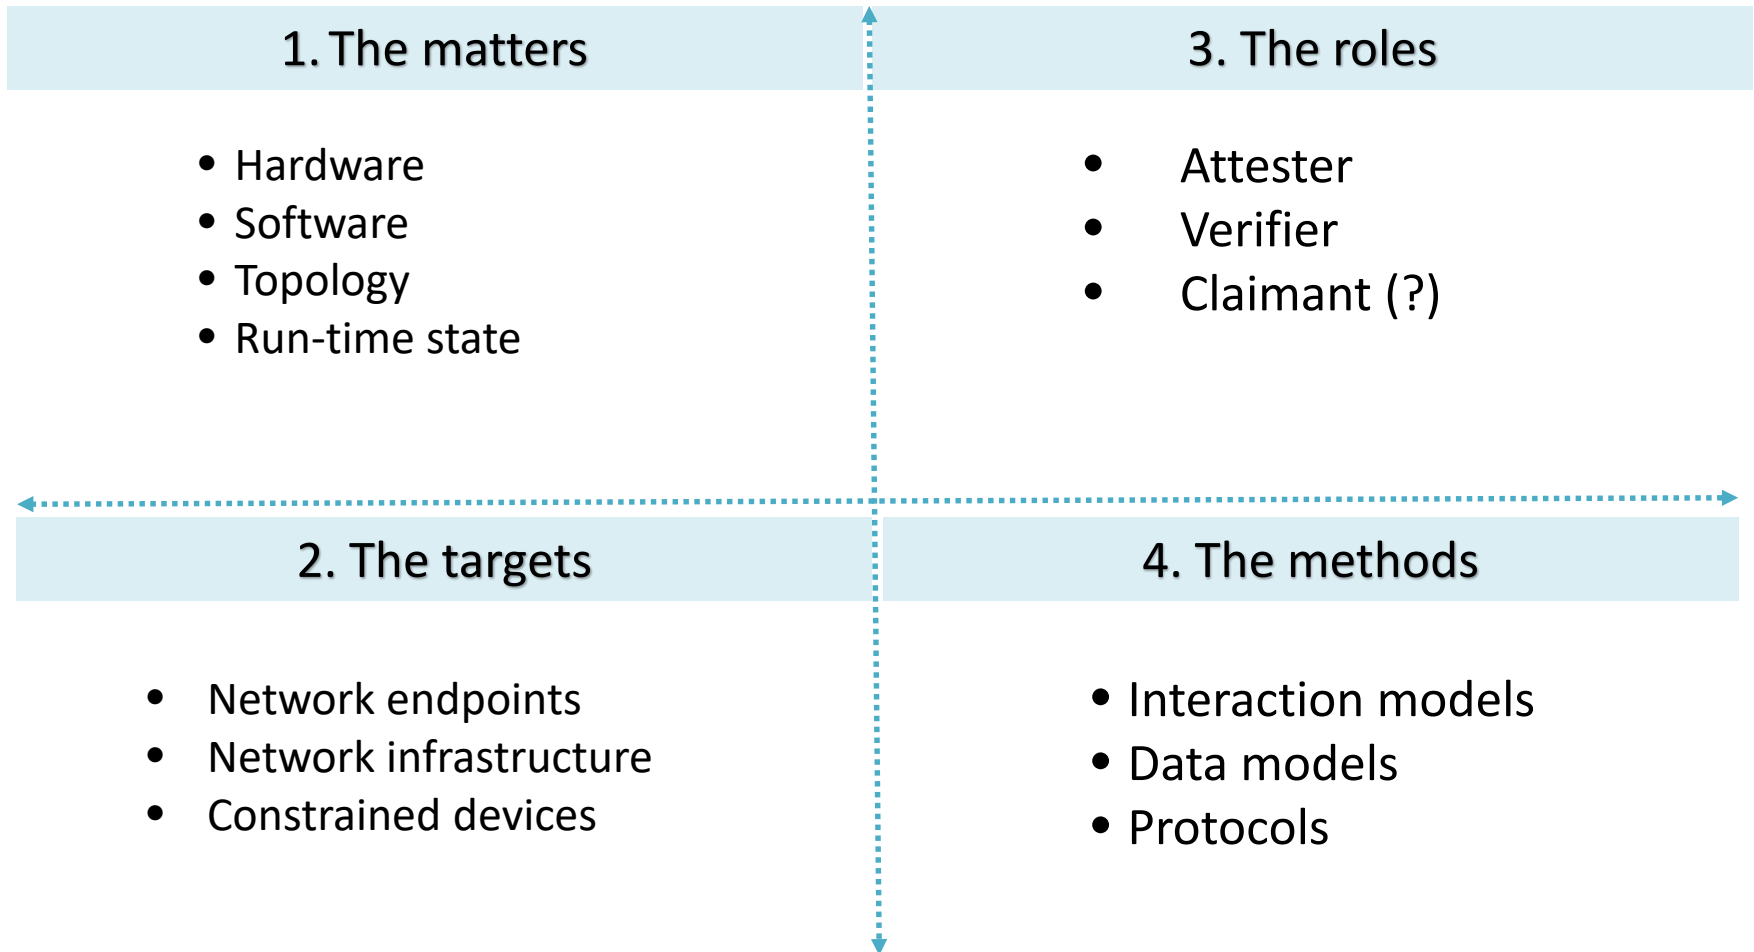 1. The matters
• Hardware
• Software
• Topology
• Run-time state
2. The targets
• Network endpoints
• Network infrastructure
• Constrained devices
3. The roles
• Attester
• Verifier
• Claimant (?)
4. The methods
• Interaction models
• Data models
• Protocols